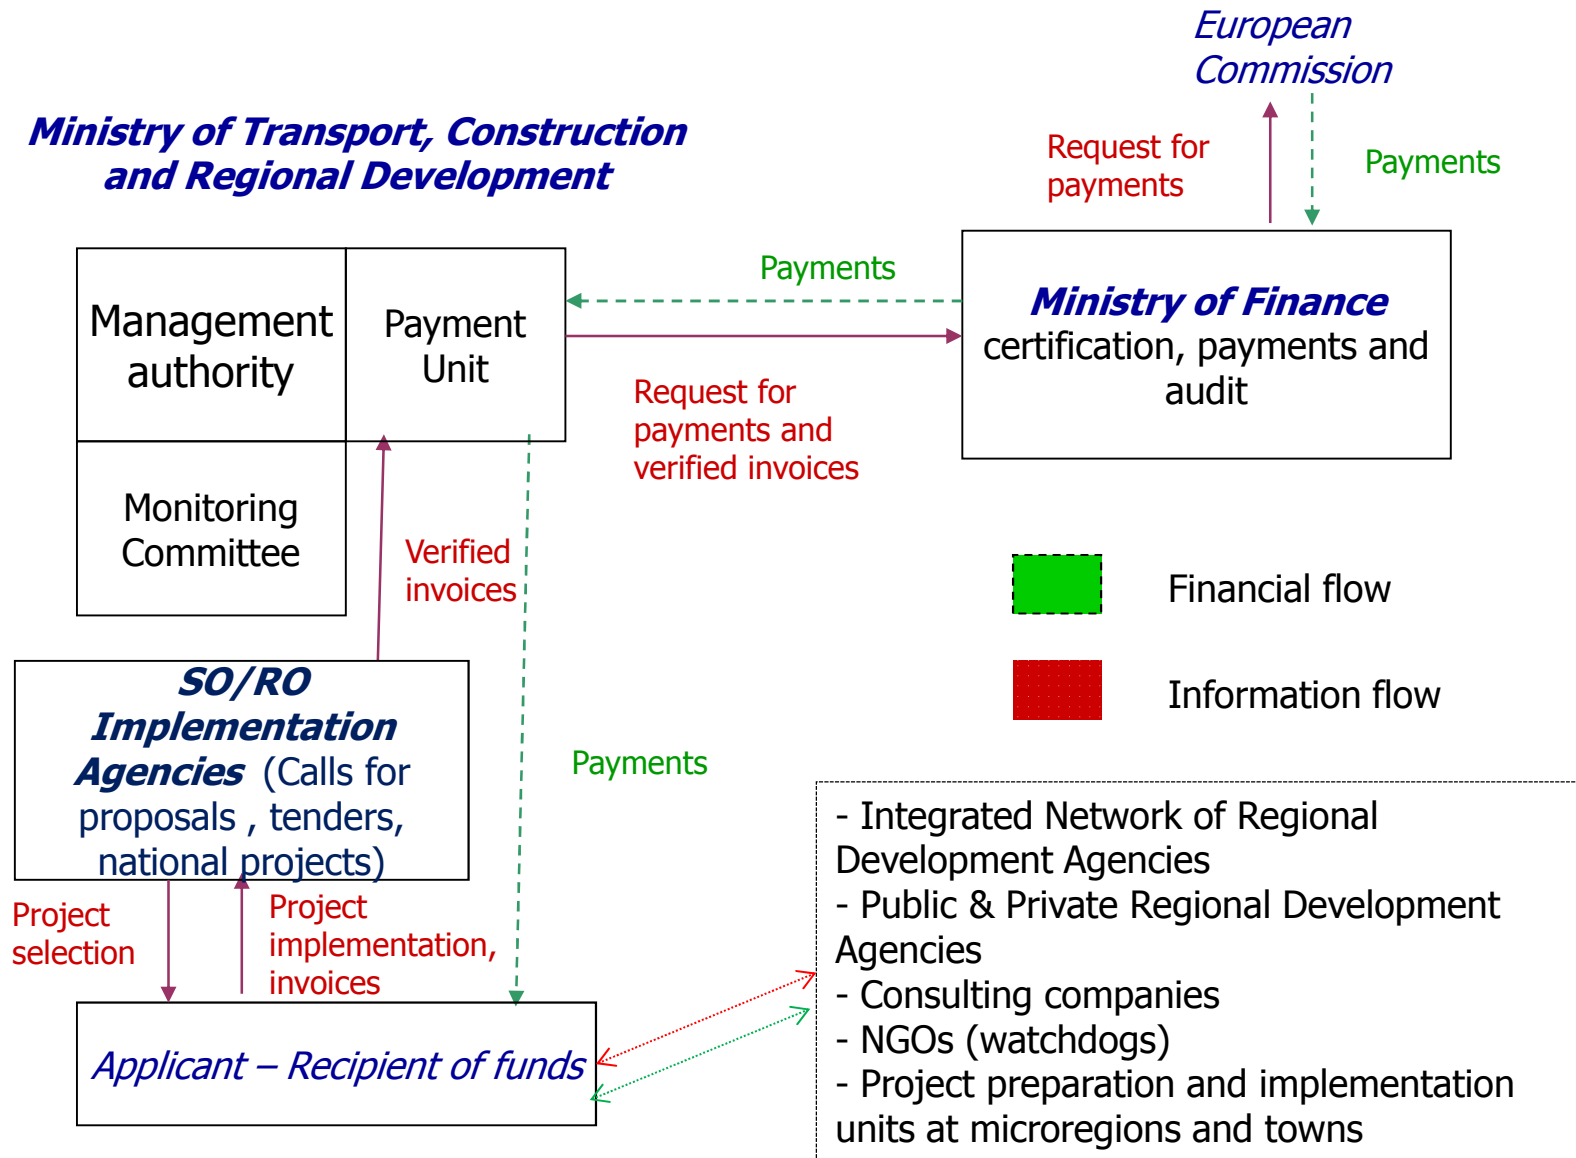 European
Commission
Ministry of Transport, Construction
and Regional Development
Request for
payments
Payments
Payments
Management
authority
Payment
Unit
Ministry of Finance
certification, payments and
audit
Request for
payments and
verified invoices
Monitoring
Committee
Verified
invoices
Financial flow
SO/RO
Implementation
Agencies (Calls for
proposals , tenders,
national projects)
Information flow
Payments
- Integrated Network of Regional
Development Agencies
- Public & Private Regional Development
Agencies
- Consulting companies
- NGOs (watchdogs)
- Project preparation and implementation
units at microregions and towns
Project
selection
Project
implementation,
invoices
Applicant – Recipient of funds